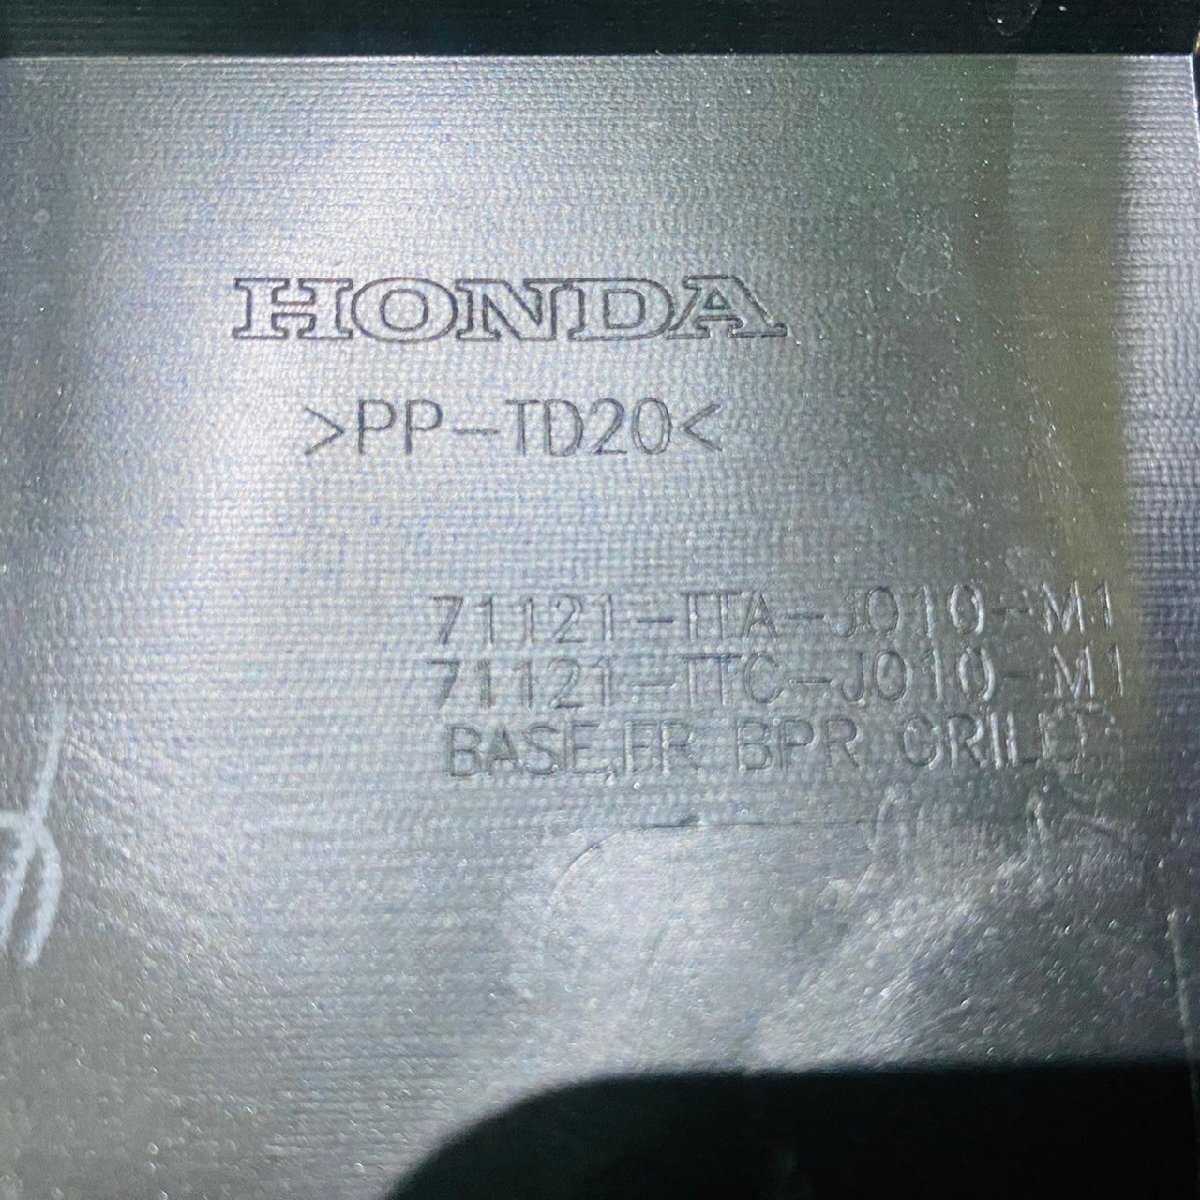 HONDA
>PP-TD20<
71121-TTA-J010-M1
71121-TTC-J010-M1
BASE,FR BPR GRILLE